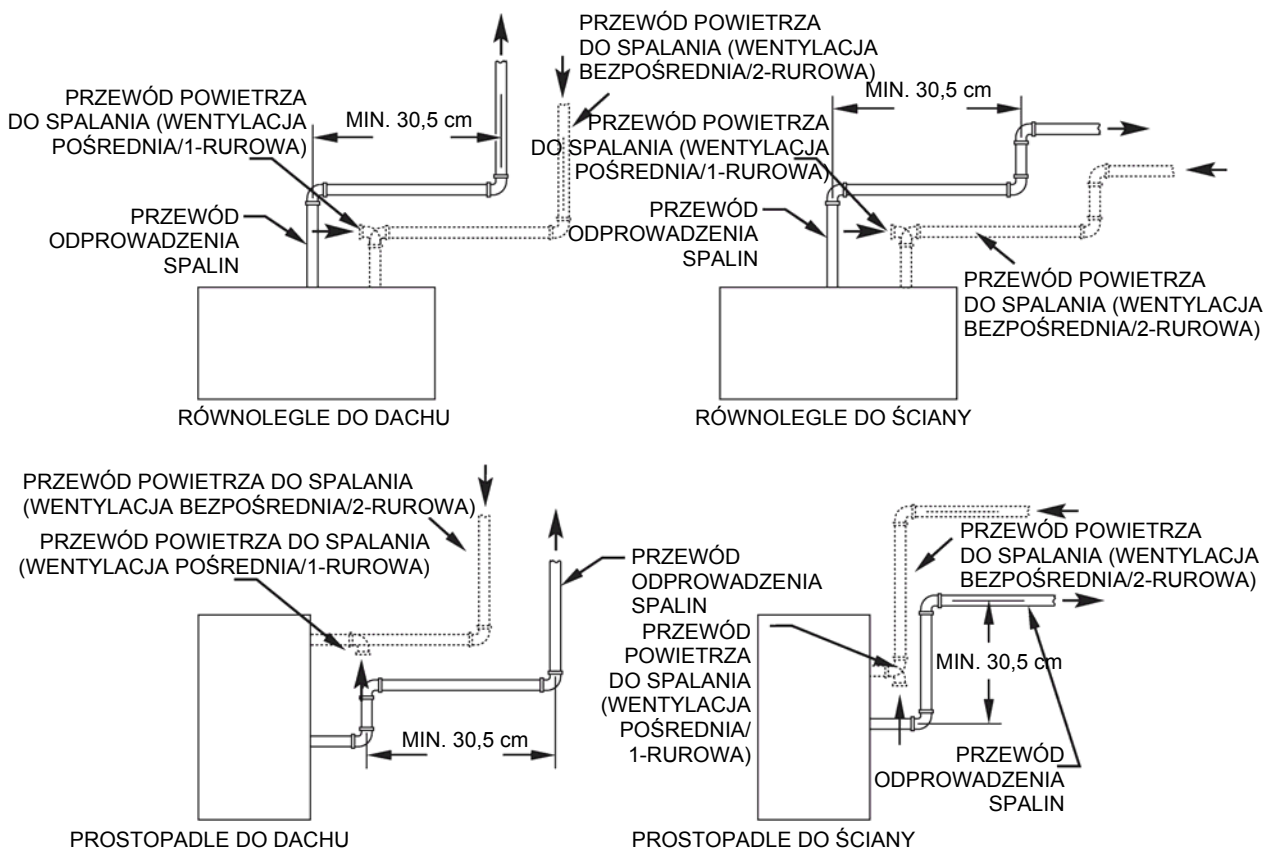 PRZEWÓD POWIETRZA
DO SPALANIA (WENTYLACJA
BEZPOŚREDNIA/2-RUROWA)
PRZEWÓD POWIETRZA
DO SPALANIA (WENTYLACJA
POŚREDNIA/1-RUROWA)
MIN. 30,5 cm
PRZEWÓD
ODPROWADZENIA
SPALIN
RÓWNOLEGLE DO DACHU
PRZEWÓD POWIETRZA
DO SPALANIA (WENTYLACJA
POŚREDNIA/1-RUROWA)
MIN. 30,5 cm
PRZEWÓD
ODPROWADZENIA
SPALIN
PRZEWÓD POWIETRZA
DO SPALANIA (WENTYLACJA
BEZPOŚREDNIA/2-RUROWA)
RÓWNOLEGLE DO ŚCIANY
PRZEWÓD POWIETRZA DO SPALANIA
(WENTYLACJA BEZPOŚREDNIA/2-RUROWA)
PRZEWÓD POWIETRZA DO SPALANIA
(WENTYLACJA POŚREDNIA/1-RUROWA)
PRZEWÓD
ODPROWADZENIA
SPALIN
MIN. 30,5 cm
PROSTOPADLE DO DACHU
PRZEWÓD POWIETRZA
DO SPALANIA (WENTYLACJA
BEZPOŚREDNIA/2-RUROWA)
PRZEWÓD
POWIETRZA
DO SPALANIA
(WENTYLACJA
POŚREDNIA/
1-RUROWA)
MIN. 30,5 cm
PRZEWÓD
ODPROWADZENIA
SPALIN
PROSTOPADLE DO ŚCIANY